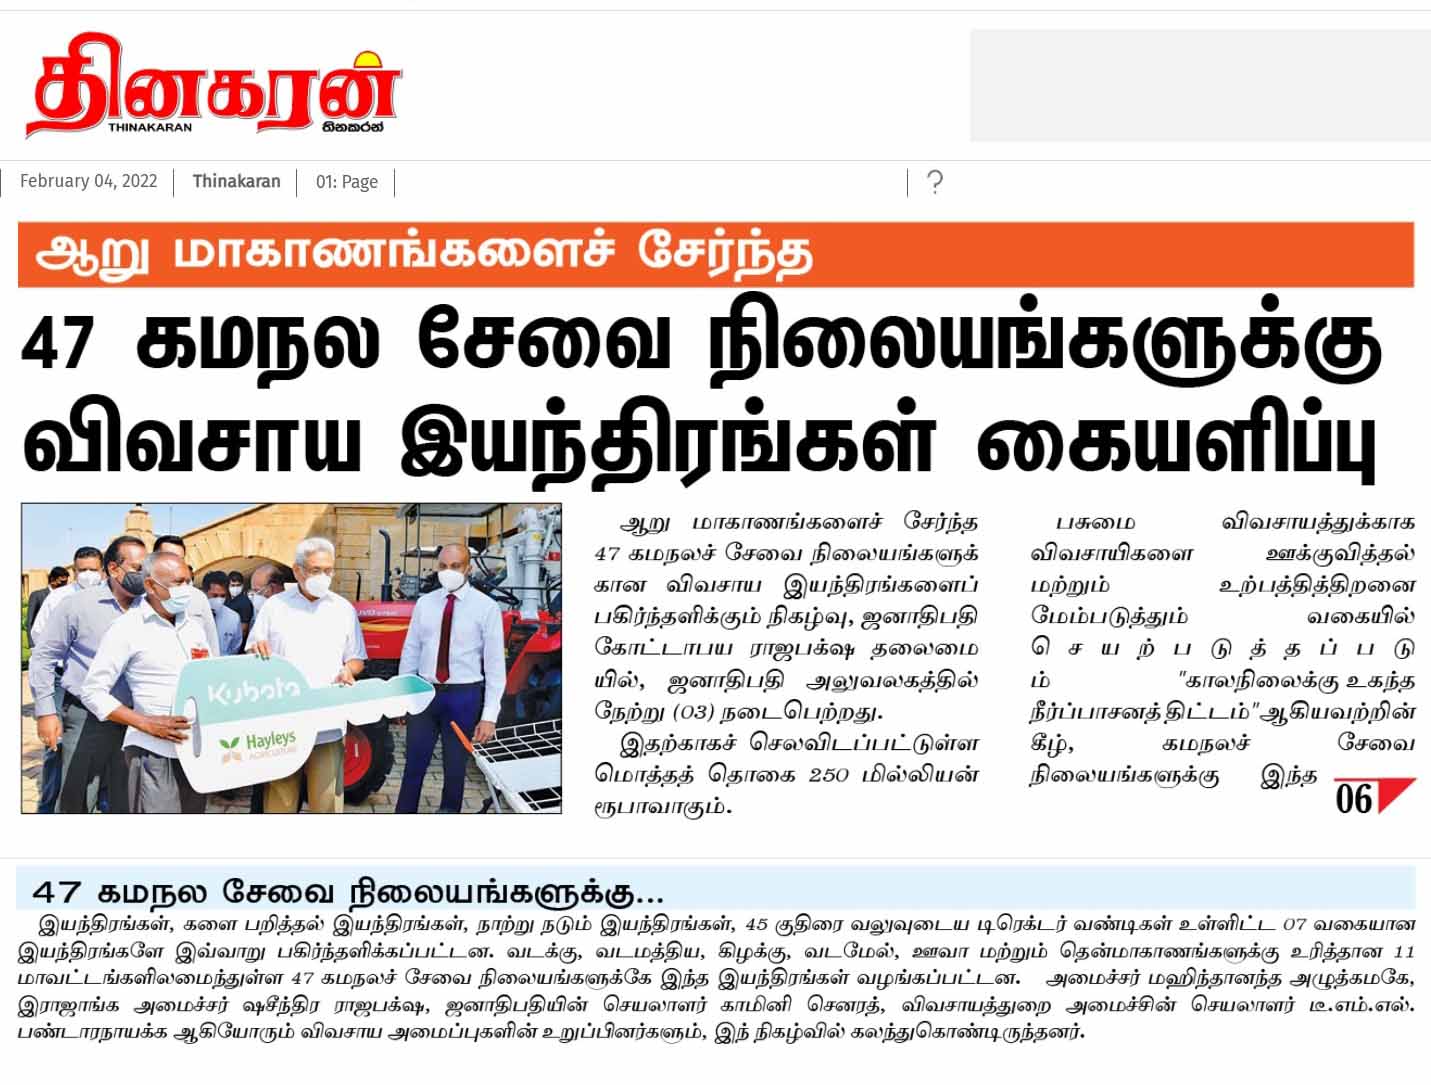 தினகரன்
THINAKARAN
තිනකරන්
February 04, 2022
Thinakaran
01: Page
?
ஆறு மாகாணங்களைச் சேர்ந்த
47 கமநல சேவை நிலையங்களுக்கு
விவசாய இயந்திரங்கள் கையளிப்பு
Kubota
Hayleys
AGRICULTURE
ஆறு மாகாணங்களைச் சேர்ந்த
47 கமநலச் சேவை நிலையங்களுக்
கான விவசாய இயந்திரங்களைப்
பகிர்ந்தளிக்கும் நிகழ்வு, ஜனாதிபதி
கோட்டாபய ராஜபக்ஷ தலைமை
யில், ஜனாதிபதி அலுவலகத்தில்
நேற்று (03) நடைபெற்றது.
இதற்காகச் செலவிடப்பட்டுள்ள
மொத்தத் தொகை 250 மில்லியன்
ரூபாவாகும்.
பசுமை விவசாயத்துக்காக
விவசாயிகளை ஊக்குவித்தல்
மற்றும் உற்பத்தித்திறனை
மேம்படுத்தும் வகையில்
செயற்படுத்தப்படு
ம் "காலநிலைக்கு உகந்த
நீர்ப்பாசனத்திட்டம்"ஆகியவற்றின்
கீழ், கமநலச் சேவை
நிலையங்களுக்கு இந்த
06
47 கமநல சேவை நிலையங்களுக்கு...
இயந்திரங்கள், களை பறித்தல் இயந்திரங்கள், நாற்று நடும் இயந்திரங்கள், 45 குதிரை வலுவுடைய டிரெக்டர் வண்டிகள் உள்ளிட்ட 07 வகையான
இயந்திரங்களே இவ்வாறு பகிர்ந்தளிக்கப்பட்டன. வடக்கு, வடமத்திய, கிழக்கு, வடமேல், ஊவா மற்றும் தென்மாகாணங்களுக்கு உரித்தான 11
மாவட்டங்களிலமைந்துள்ள 47 கமநலச் சேவை நிலையங்களுக்கே இந்த இயந்திரங்கள் வழங்கப்பட்டன. அமைச்சர் மஹிந்தானந்த அழுத்கமகே,
இராஜாங்க அமைச்சர் ஷசீந்திர ராஜபக்ஷ, ஜனாதிபதியின் செயலாளர் காமினி செனரத், விவசாயத்துறை அமைச்சின் செயலாளர் டீ.எம்.எல்.
பண்டாரநாயக்க ஆகியோரும் விவசாய அமைப்புகளின் உறுப்பினர்களும், இந் நிகழ்வில் கலந்துகொண்டிருந்தனர்.